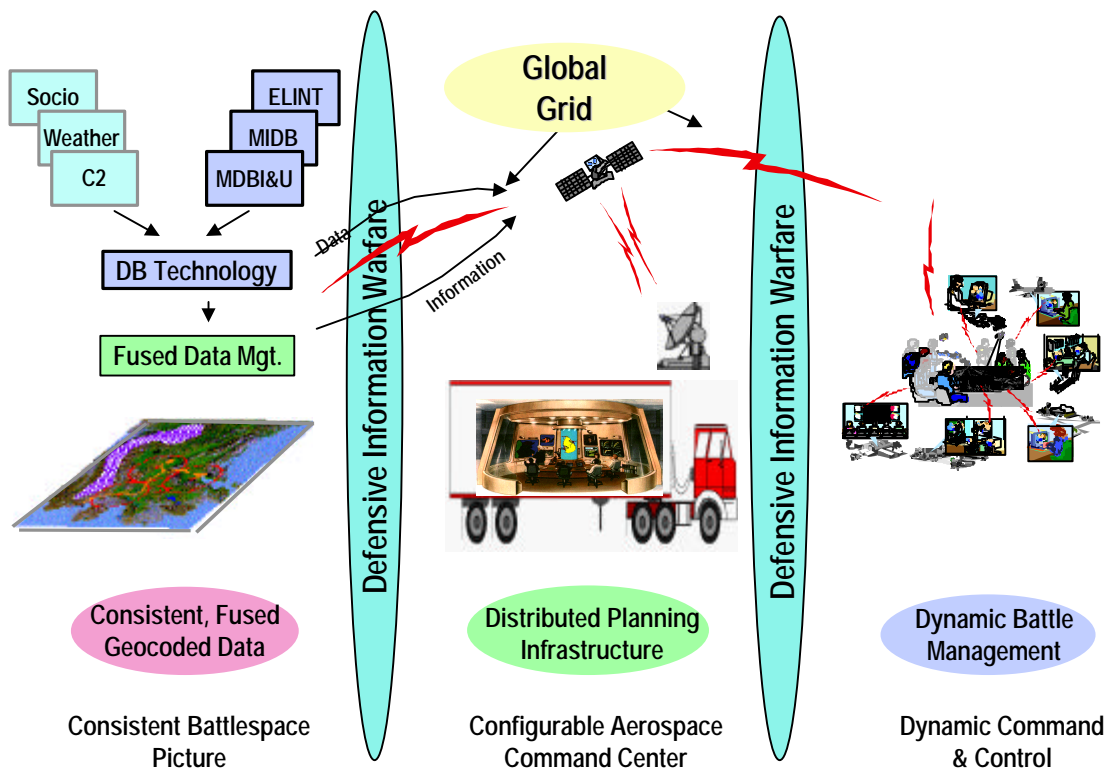 Socio
Weather
C2
ELINT
MIDB
MDBI&U
DB Technology
Fused Data Mgt.
Data
Information
Defensive Information Warfare
Global
Grid
Defensive Information Warfare
Consistent, Fused
Geocoded Data
Distributed Planning
Infrastructure
Dynamic Battle
Management
Consistent Battlespace
Picture
Configurable Aerospace
Command Center
Dynamic Command
& Control